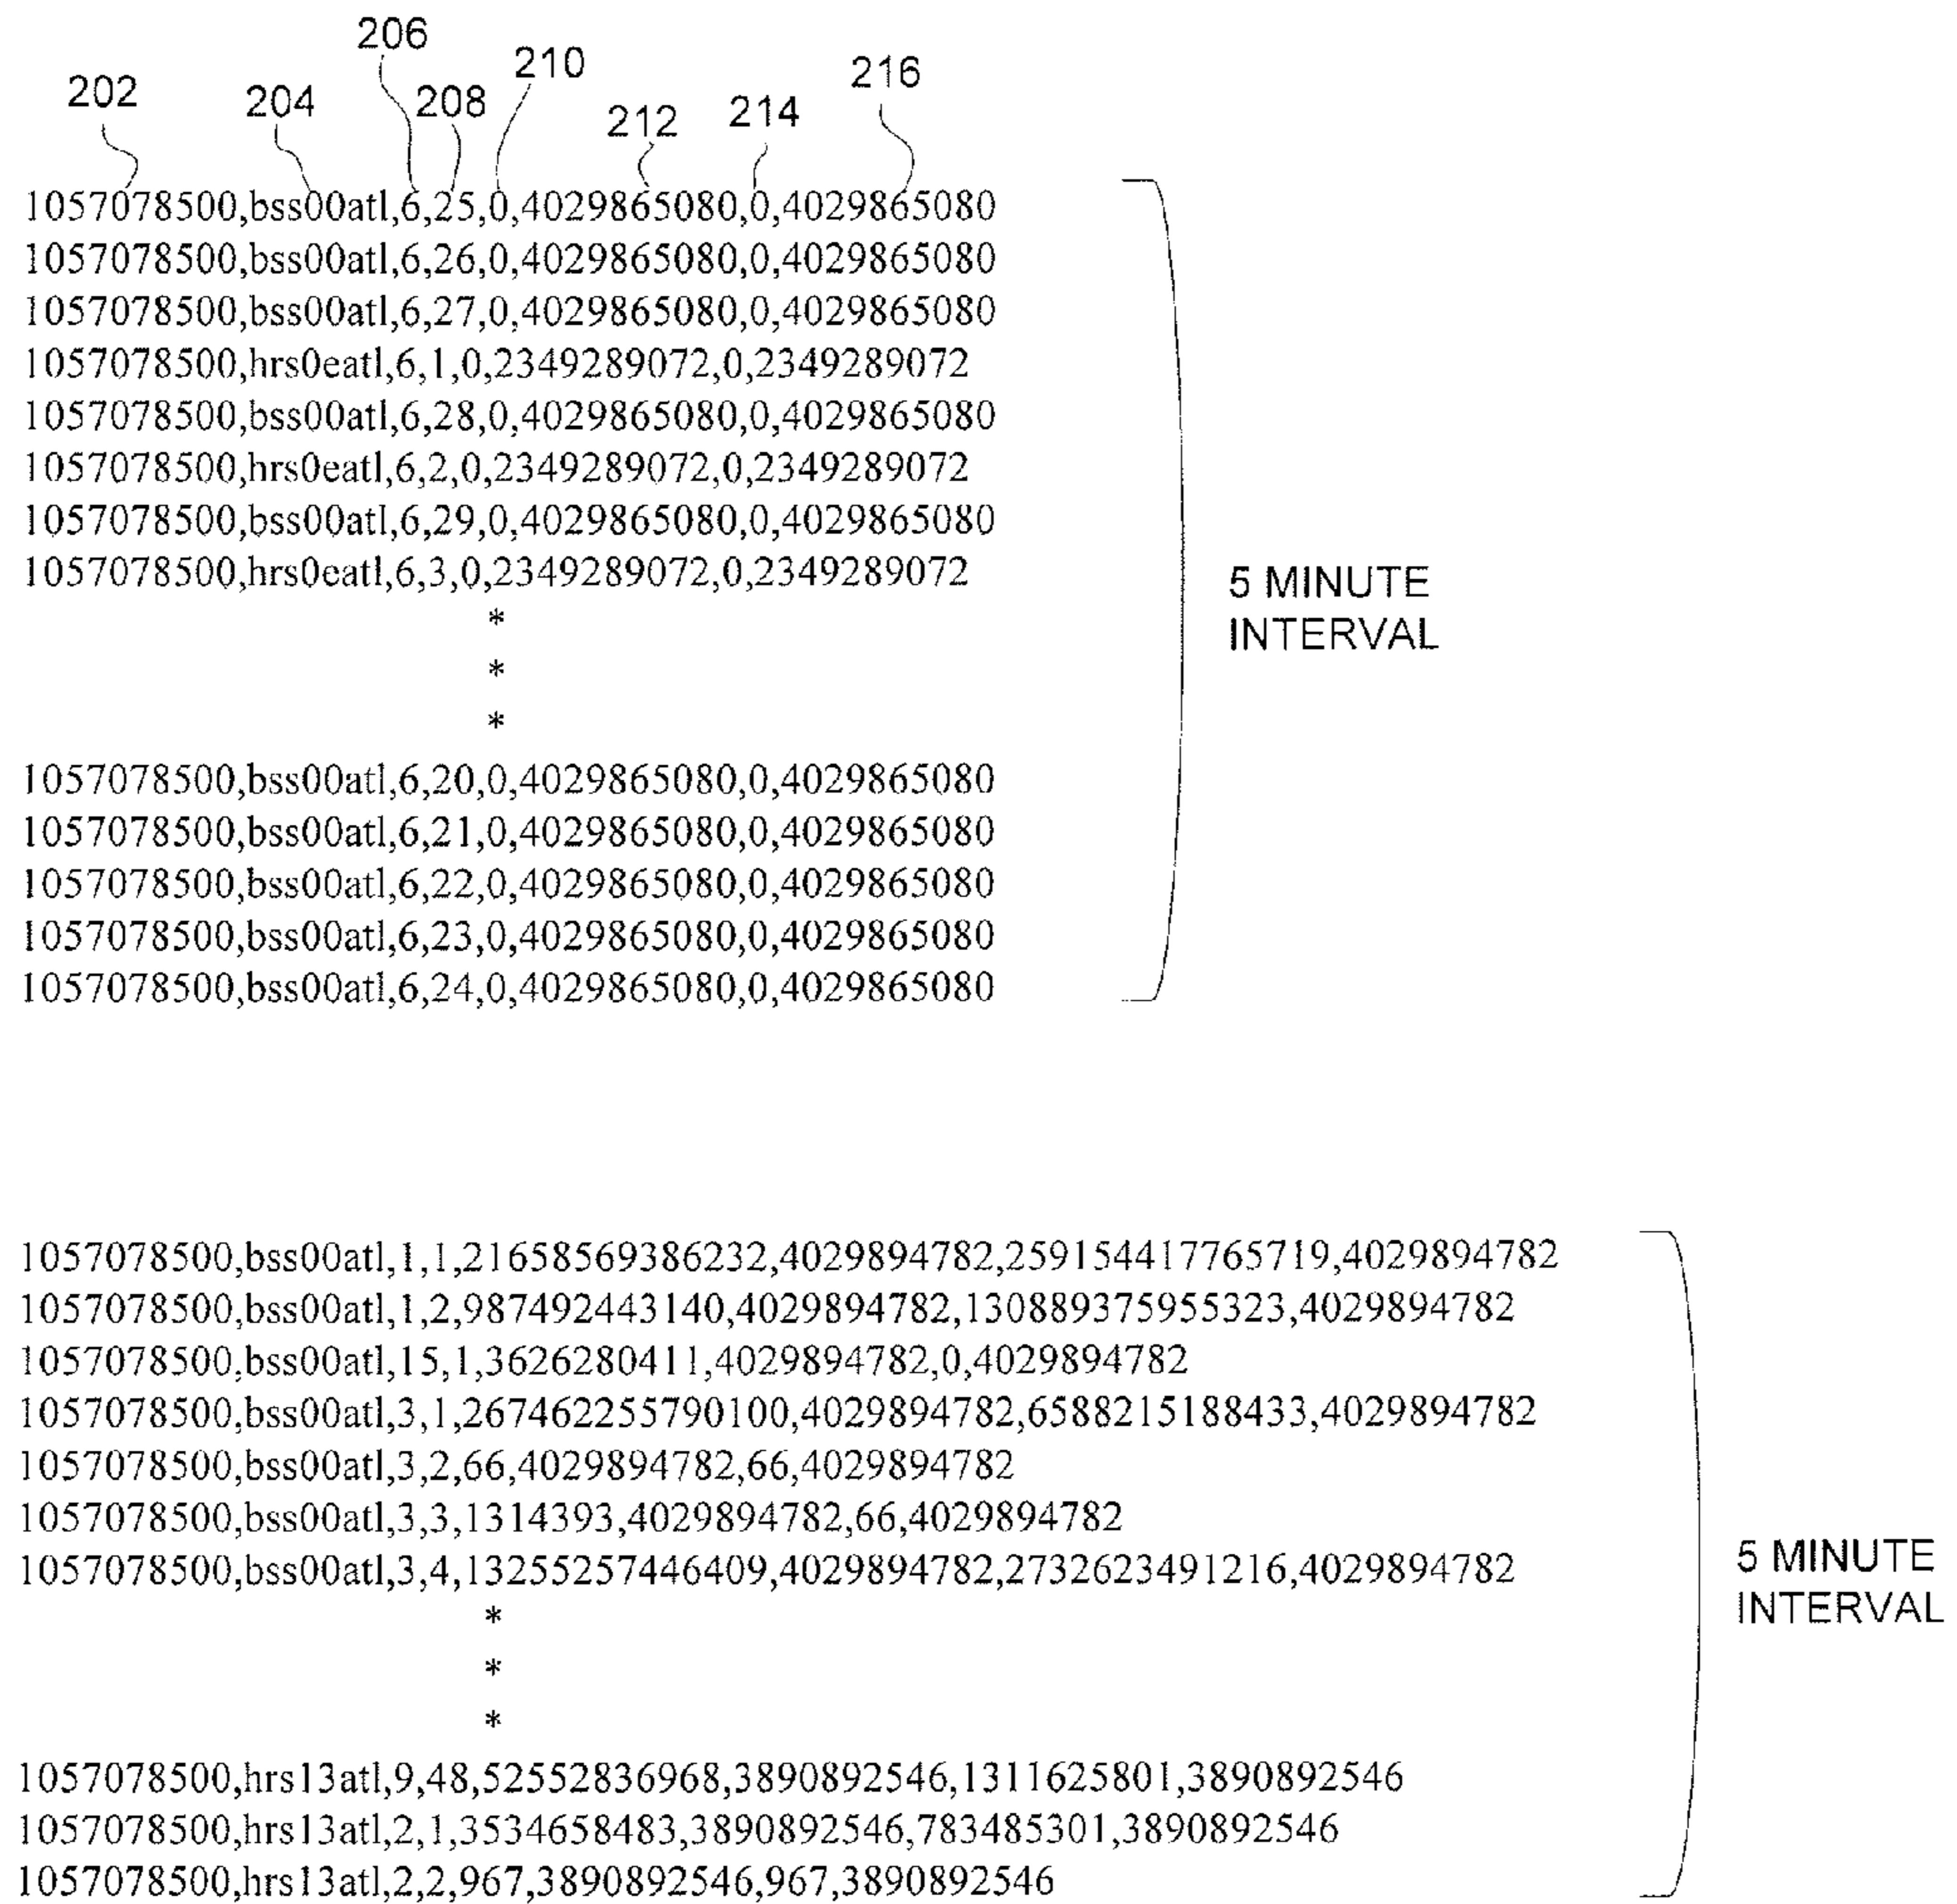 206
210
216
202
204
208
212
214
1057078500,bss00atl,6,25,0,4029865080,0,4029865080
1057078500,bss00atl,6,26,0,4029865080,0,4029865080
1057078500,bss00atl,6,27,0,4029865080,0,4029865080
1057078500,hrs0eatl,6,1,0,2349289072,0,2349289072
1057078500,bss00atl,6,28,0,4029865080,0,4029865080
1057078500,hrs0eatl,6,2,0,2349289072,0,2349289072
1057078500,bss00atl,6,29,0,4029865080,0,4029865080
1057078500,hrs0eatl,6,3,0,2349289072,0,2349289072
*
*
*
1057078500,bss00atl,6,20,0,4029865080,0,4029865080
1057078500,bss00atl,6,21,0,4029865080,0,4029865080
1057078500,bss00atl,6,22,0,4029865080,0,4029865080
1057078500,bss00atl,6,23,0,4029865080,0,4029865080
1057078500,bss00atl,6,24,0,4029865080,0,4029865080
5 MINUTE
INTERVAL
1057078500,bss00atl,1,1,21658569386232,4029894782,259154417765719,4029894782
1057078500,bss00atl,1,2,987492443140,4029894782,130889375955323,4029894782
1057078500,bss00atl,15,1,3626280411,4029894782,0,4029894782
1057078500,bss00atl,3,1,267462255790100,4029894782,6588215188433,4029894782
1057078500,bss00atl,3,2,66,4029894782,66,4029894782
1057078500,bss00atl,3,3,1314393,4029894782,66,4029894782
1057078500,bss00atl,3,4,13255257446409,4029894782,2732623491216,4029894782
*
*
*
1057078500,hrs13atl,9,48,52552836968,3890892546,1311625801,3890892546
1057078500,hrs13atl,2,1,3534658483,3890892546,783485301,3890892546
1057078500,hrs13atl,2,2,967,3890892546,967,3890892546
5 MINUTE
INTERVAL